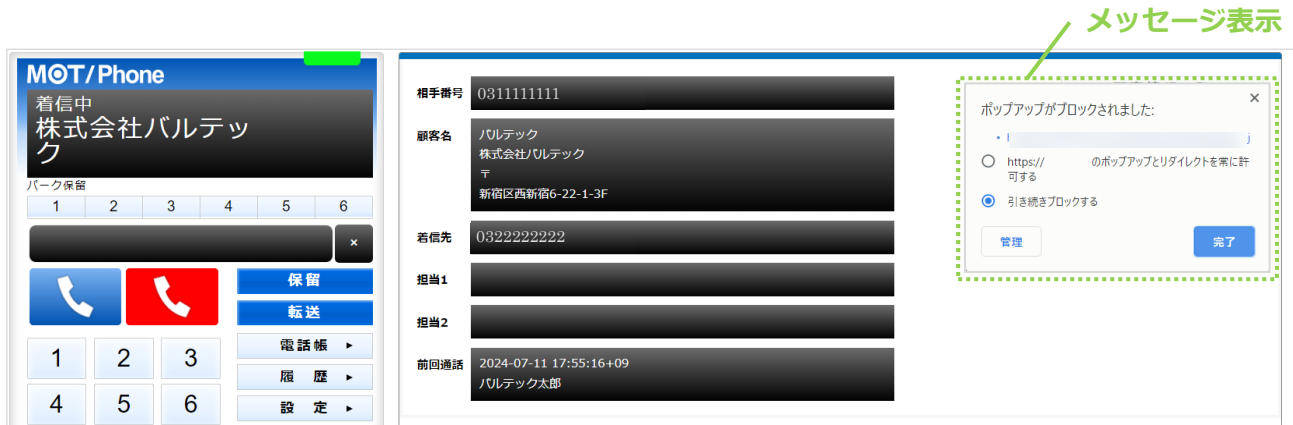 メッセージ表示
MOT/Phone
着信中
株式会社バルテッ
ク
パーク保留
1 2 3 4 5 6
×
保留
転送
1 2 3
電話帳 ▸
履 歴 ▸
4 5 6
設 定 ▸
相手番号 0311111111
顧客名 バルテック
株式会社バルテック
〒
新宿区西新宿6-22-1-3F
着信先 0322222222
担当1
担当2
前回通話 2024-07-11 17:55:16+09
バルテック太郎
×
ポップアップがブロックされました:
https:// のポップアップとリダイレクトを常に許
可する
引き続きブロックする
管理 完了